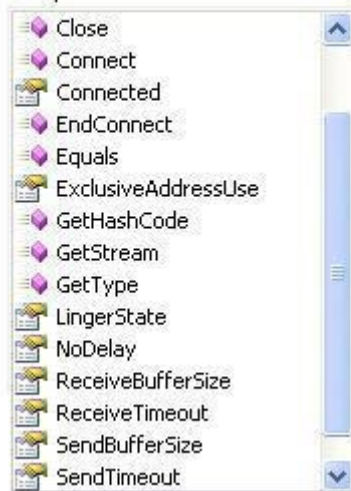 Close
Connect
Connected
EndConnect
Equals
ExclusiveAddressUse
GetHashCode
GetStream
GetType
LingerState
NoDelay
ReceiveBufferSize
ReceiveTimeout
SendBufferSize
SendTimeout